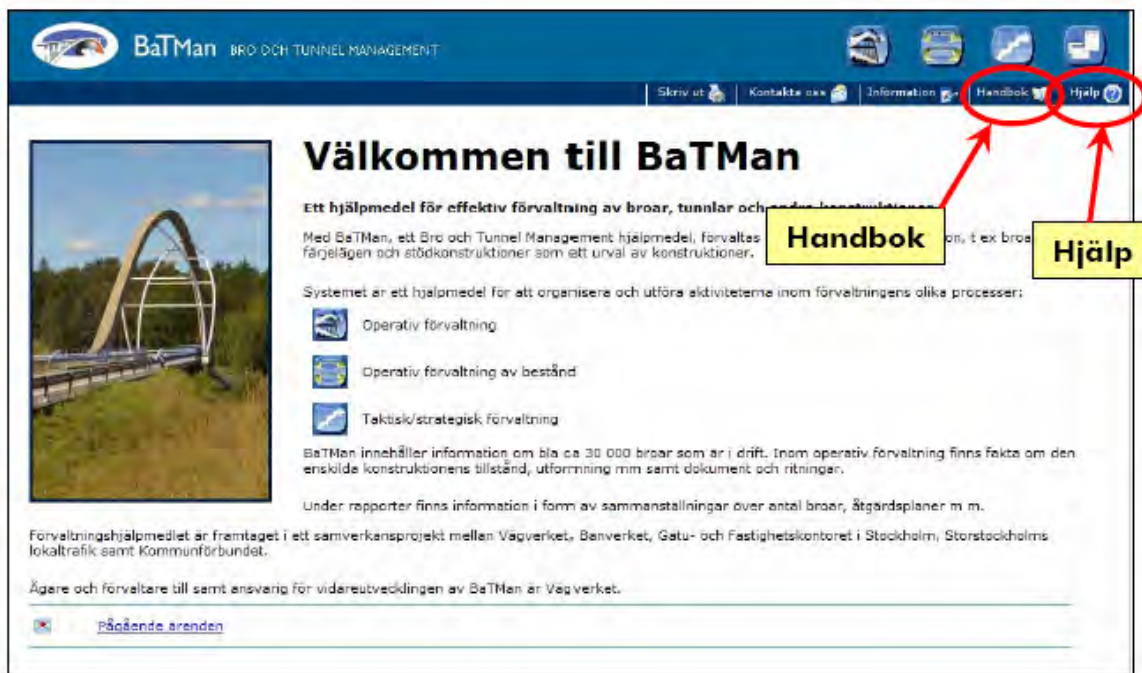 BaTMan BRO OCH TUNNEL MANAGEMENT
Skriv ut Kontakta oss Information Handbok Hjälp
Välkommen till BaTMan
Ett hjälpmedel för effektiv förvaltning av broar, tunnlar och andra konstruktioner
Med BaTMan, ett Bro och Tunnel Management hjälpmedel, förvaltas on, t ex broa
färjelägen och stödkonstruktioner som ett urval av konstruktioner.
Handbok
Hjälp
Systemet är ett hjälpmedel för att organisera och utföra aktiviteterna inom förvaltningens olika processer:
Operativ förvaltning
Operativ förvaltning av bestånd
Taktisk/strategisk förvaltning
BaTMan innehåller information om bla ca 30 000 broar som är i drift. Inom operativ förvaltning finns fakta om den
enskilda konstruktionens tillstånd, utformning mm samt dokument och ritningar.
Under rapporter finns information i form av sammanställningar över antal broar, åtgärdsplaner m m.
Förvaltningshjälpmedlet är framtaget i ett samverkansprojekt mellan Vägverket, Banverket, Gatu- och Fastighetskontoret i Stockholm, Storstockholms
lokaltrafik samt Kommunförbundet.
Ägare och förvaltare till samt ansvarig för vidareutvecklingen av BaTMan är Vägverket.
Pågående ärenden